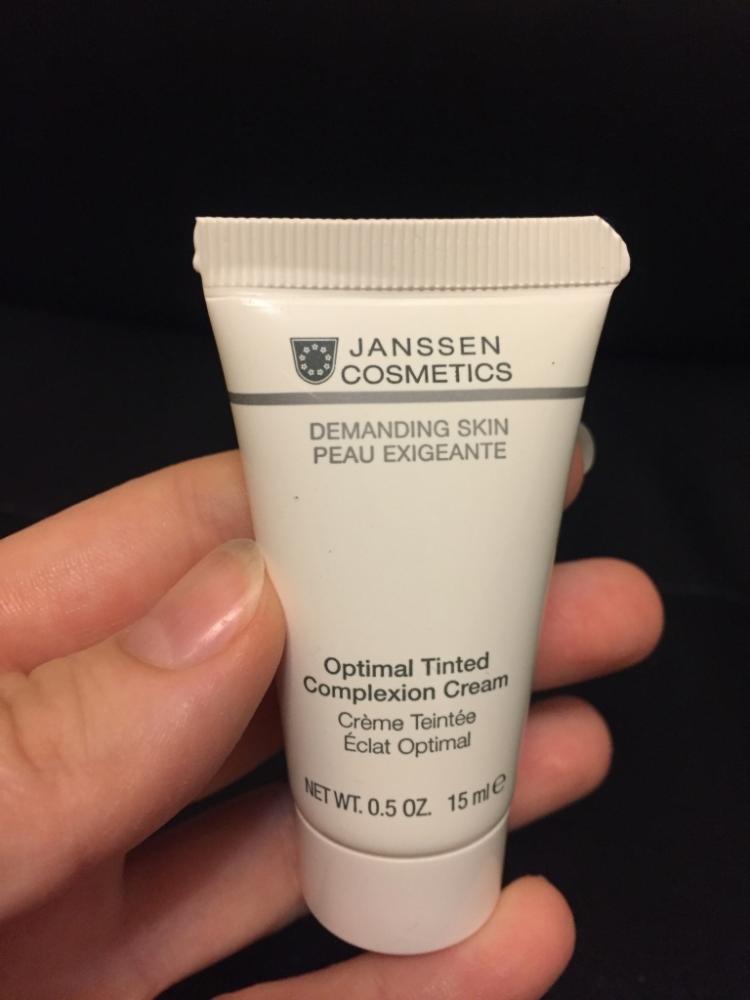 JANSSEN
COSMETICS
DEMANDING SKIN
PEAU EXIGEANTE
Optimal Tinted
Complexion Cream
Crème Teintée
Éclat Optimal
NET WT. 0.5 OZ. 15 ml ℮